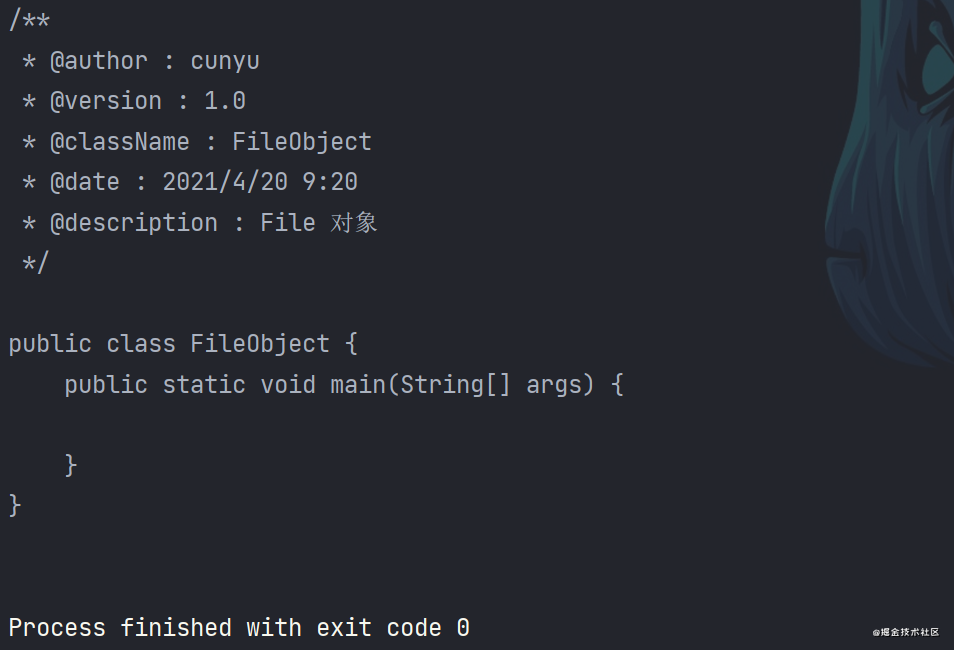 /**
 * @author : cunyu
 * @version : 1.0
 * @className : FileObject
 * @date : 2021/4/20 9:20
 * @description : File 对象
 */
public class FileObject {
    public static void main(String[] args) {
    }
}
Process finished with exit code 0
@掘金技术社区